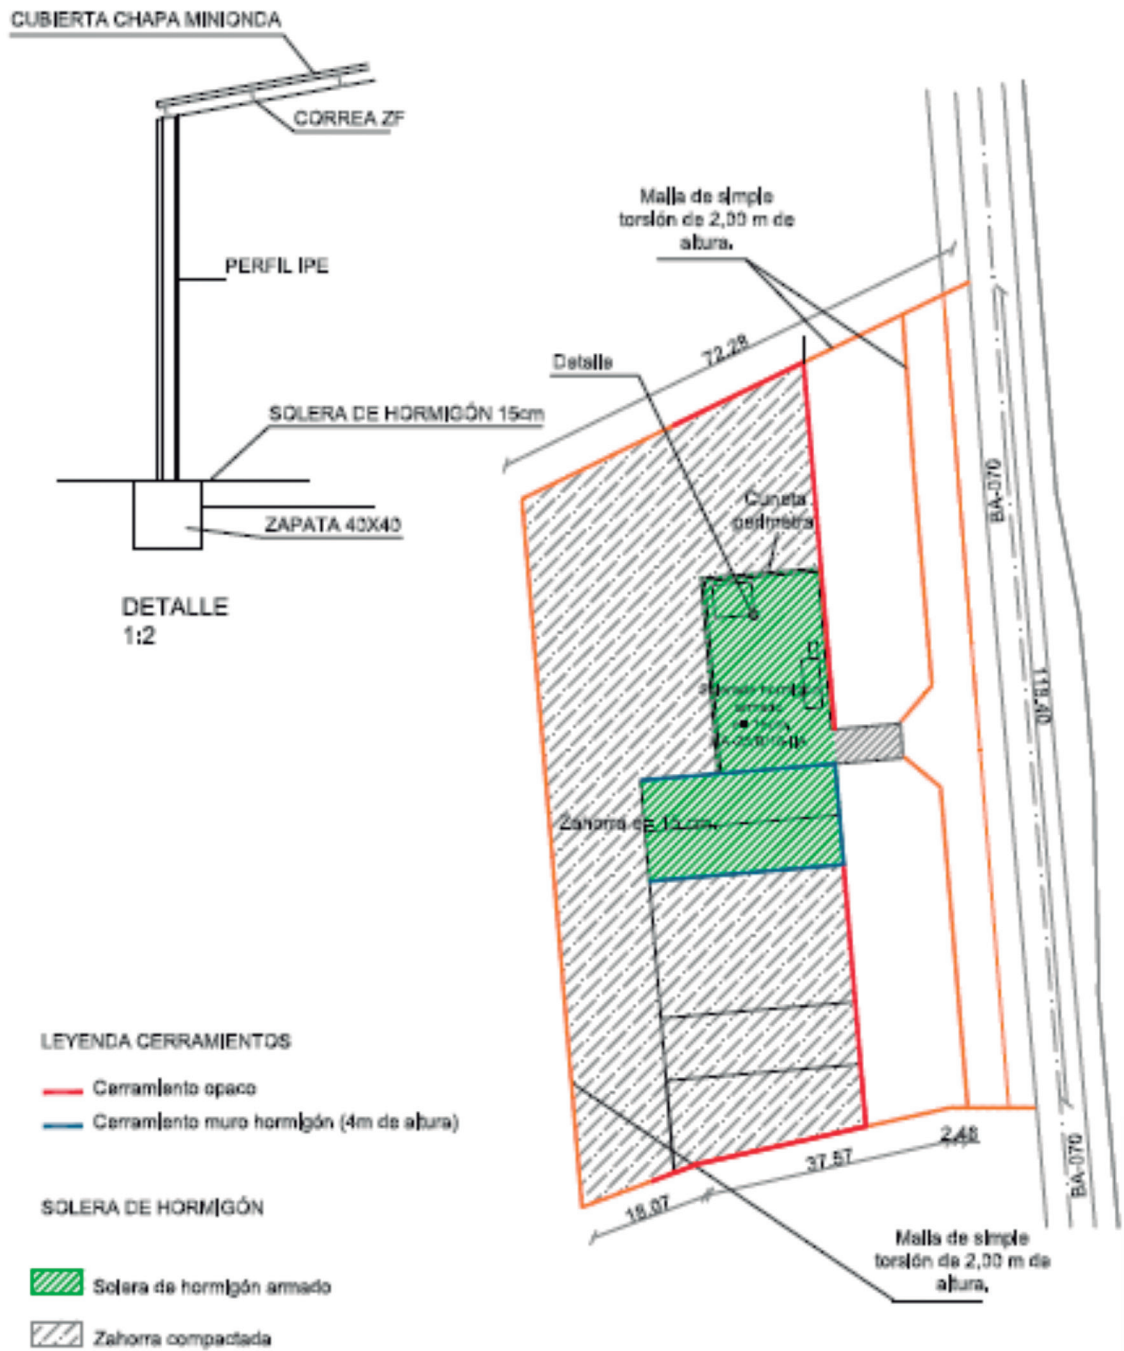 CUBIERTA CHAPA MINIONDA
CORREA ZF
PERFIL IPE
SOLERA DE HORMIGÓN 15cm
ZAPATA 40X40
DETALLE
1:2
Malla de simple
torsión de 2,00 m de
altura.
72.28
Detalle
Cuneta
perimetra
BA-070
118.40
armado
Zahorra de 15 cm.
2.48
37.57
18.07
BA-070
Malla de simple
torsión de 2,00 m de
altura.
LEYENDA CERRAMIENTOS
Cerramiento opaco
Cerramiento muro hormigón (4m de altura)
SOLERA DE HORMIGÓN
Solera de hormigón armado
Zahorra compactada